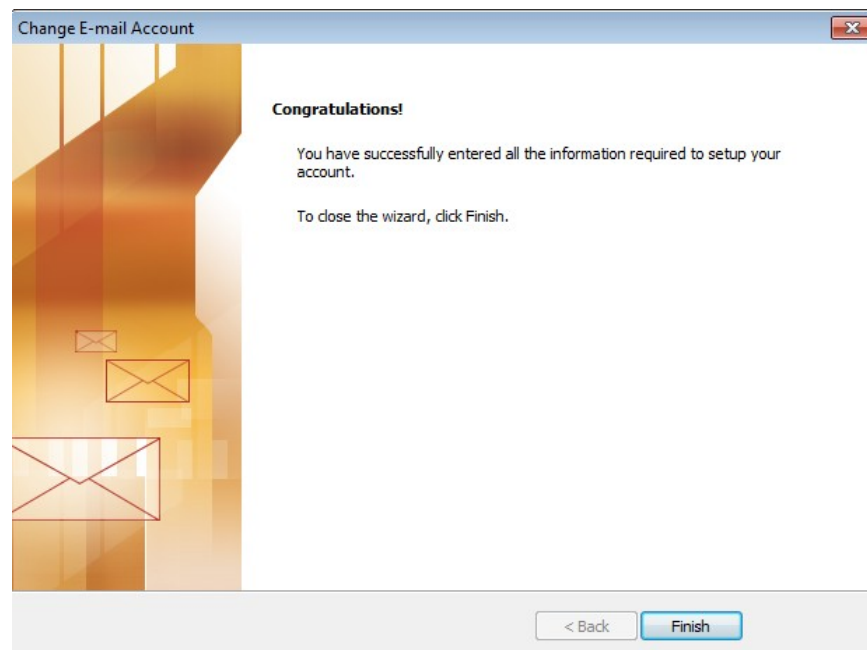 Change E-mail Account
Congratulations!
You have successfully entered all the information required to setup your
account.
To close the wizard, click Finish.
< Back
Finish